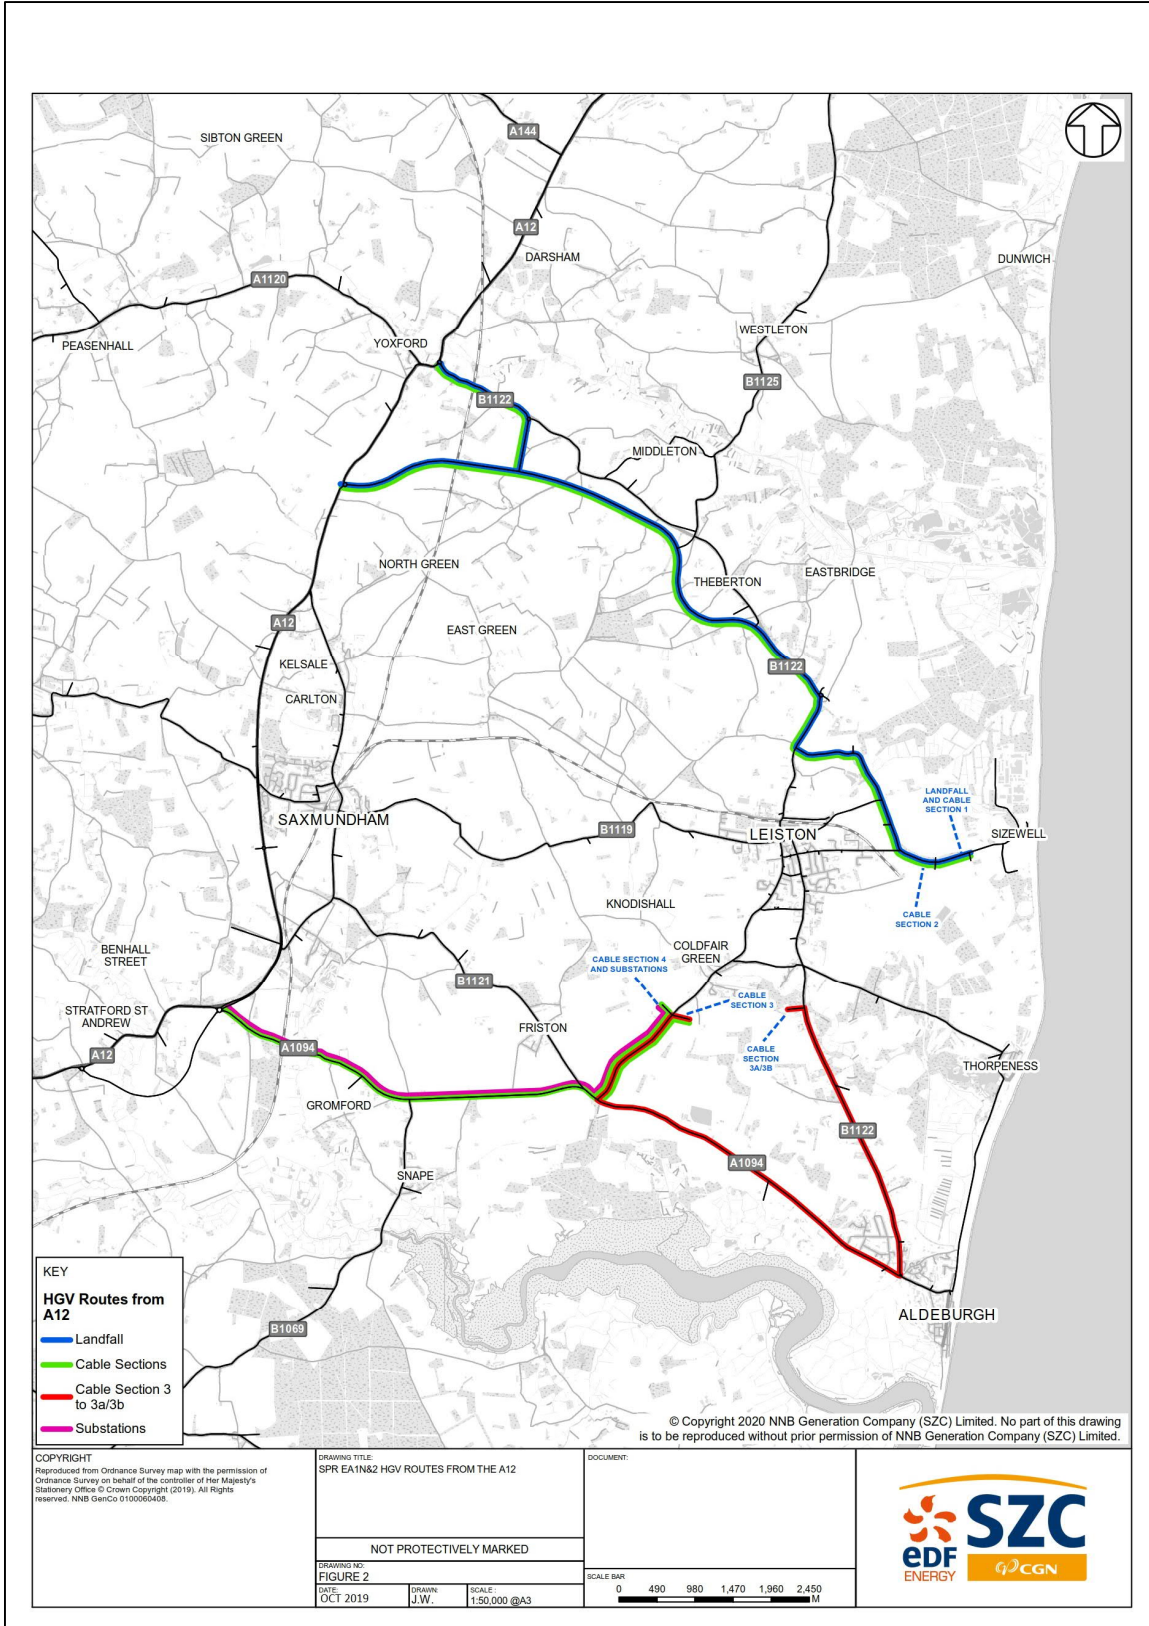 A144
SIBTON GREEN
A12
DARSHAM
DUNWICH
A1120
WESTLETON
YOXFORD
PEASENHALL
B1125
B1122
MIDDLETON
NORTH GREEN
EASTBRIDGE
THEBERTON
A12
EAST GREEN
KELSALE
B1122
CARLTON
LANDFALL
AND CABLE
SECTION 1
SAXMUNDHAM
B1119
LEISTON
SIZEWELL
KNODISHALL
CABLE
SECTION 2
BENHALL
STREET
COLDFAIR
GREEN
CABLE SECTION 4
AND SUBSTATIONS
B1121
CABLE
SECTION 3
STRATFORD ST
ANDREW
FRISTON
A1094
A12
CABLE
SECTION
3A/3B
THORPENESS
GROMFORD
B1122
A1094
SNAPE
ALDEBURGH
B1069
KEY
HGV Routes from
A12
Landfall
Cable Sections
Cable Section 3
to 3a/3b
Substations
© Copyright 2020 NNB Generation Company (SZC) Limited. No part of this drawing
is to be reproduced without prior permission of NNB Generation Company (SZC) Limited.
COPYRIGHT
Reproduced from Ordnance Survey map with the permission of
Ordnance Survey on behalf of the controller of Her Majesty's
Stationery Office © Crown Copyright (2019). All Rights
reserved. NNB GenCo 0100060408.
DRAWING TITLE:
SPR EA1N&2 HGV ROUTES FROM THE A12
NOT PROTECTIVELY MARKED
DRAWING NO:
FIGURE 2
DATE:
OCT 2019
DRAWN:
J.W.
SCALE :
1:50,000 @A3
DOCUMENT:
SCALE BAR
0 490 980 1,470 1,960 2,450
M
eDF
ENERGY
SZC
CGN